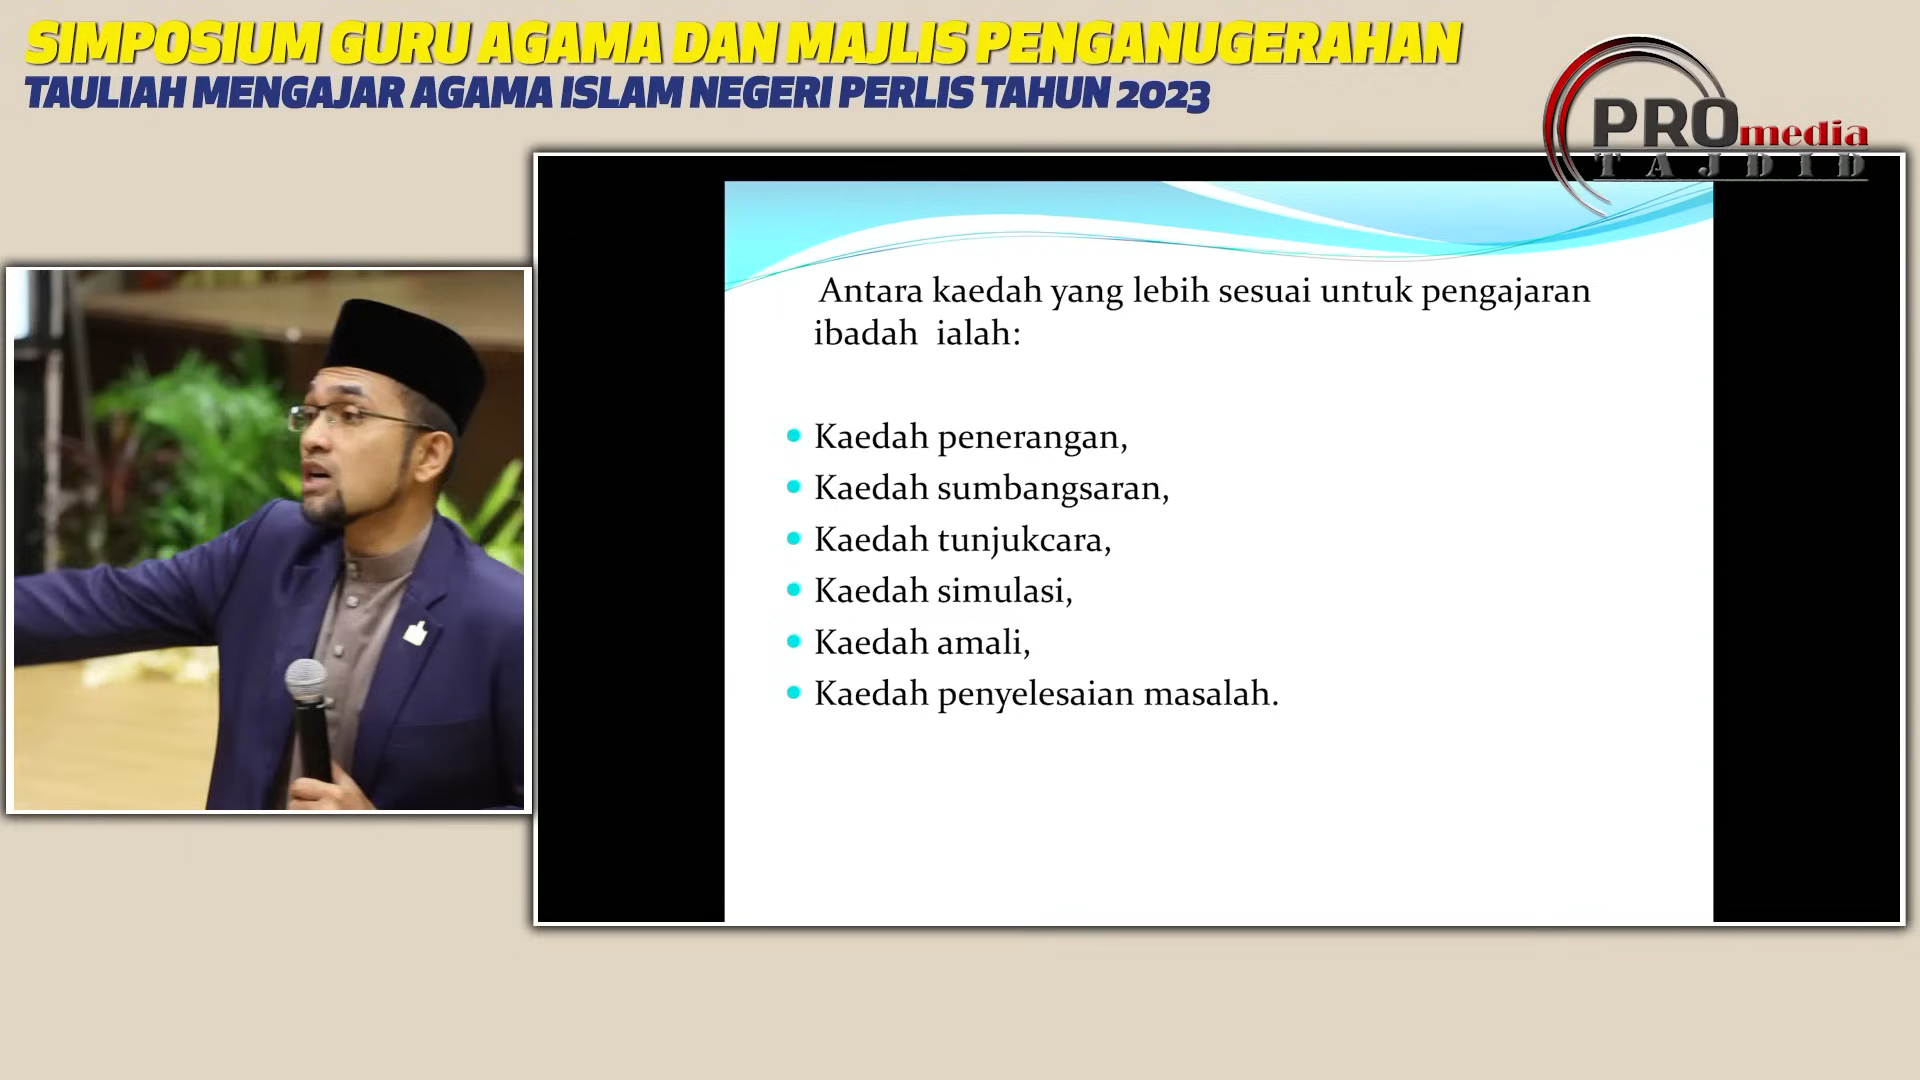 SIMPOSIUM GURU AGAMA DAN MAJLIS PENGANUGERAHAN
TAULIAH MENGAJAR AGAMA ISLAM NEGERI PERLIS TAHUN 2023
PROmedia
TAJDID
Antara kaedah yang lebih sesuai untuk pengajaran
ibadah ialah:
• Kaedah penerangan,
• Kaedah sumbangsaran,
• Kaedah tunjukcara,
• Kaedah simulasi,
• Kaedah amali,
• Kaedah penyelesaian masalah.